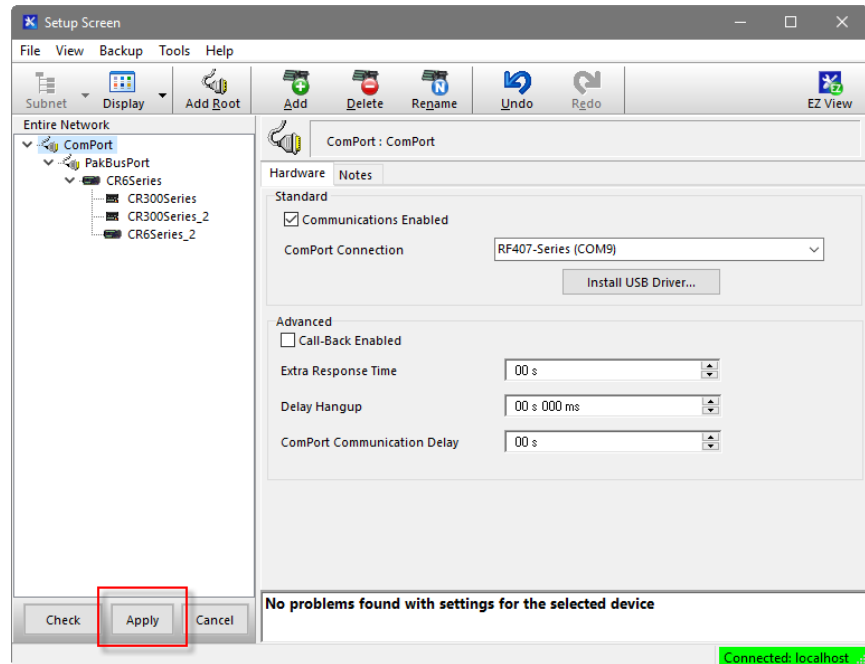 Setup Screen
File View Backup Tools Help
Subnet Display Add Root Add Delete Rename Undo Redo EZ View
Entire Network
ComPort
PakBusPort
CR6Series
CR300Series
CR300Series_2
CR6Series_2
ComPort : ComPort
Hardware Notes
Standard
Communications Enabled
ComPort Connection RF407-Series (COM9)
Install USB Driver...
Advanced
Call-Back Enabled
Extra Response Time 00 s
Delay Hangup 00 s 000 ms
ComPort Communication Delay 00 s
Check Apply Cancel
No problems found with settings for the selected device
Connected: localhost